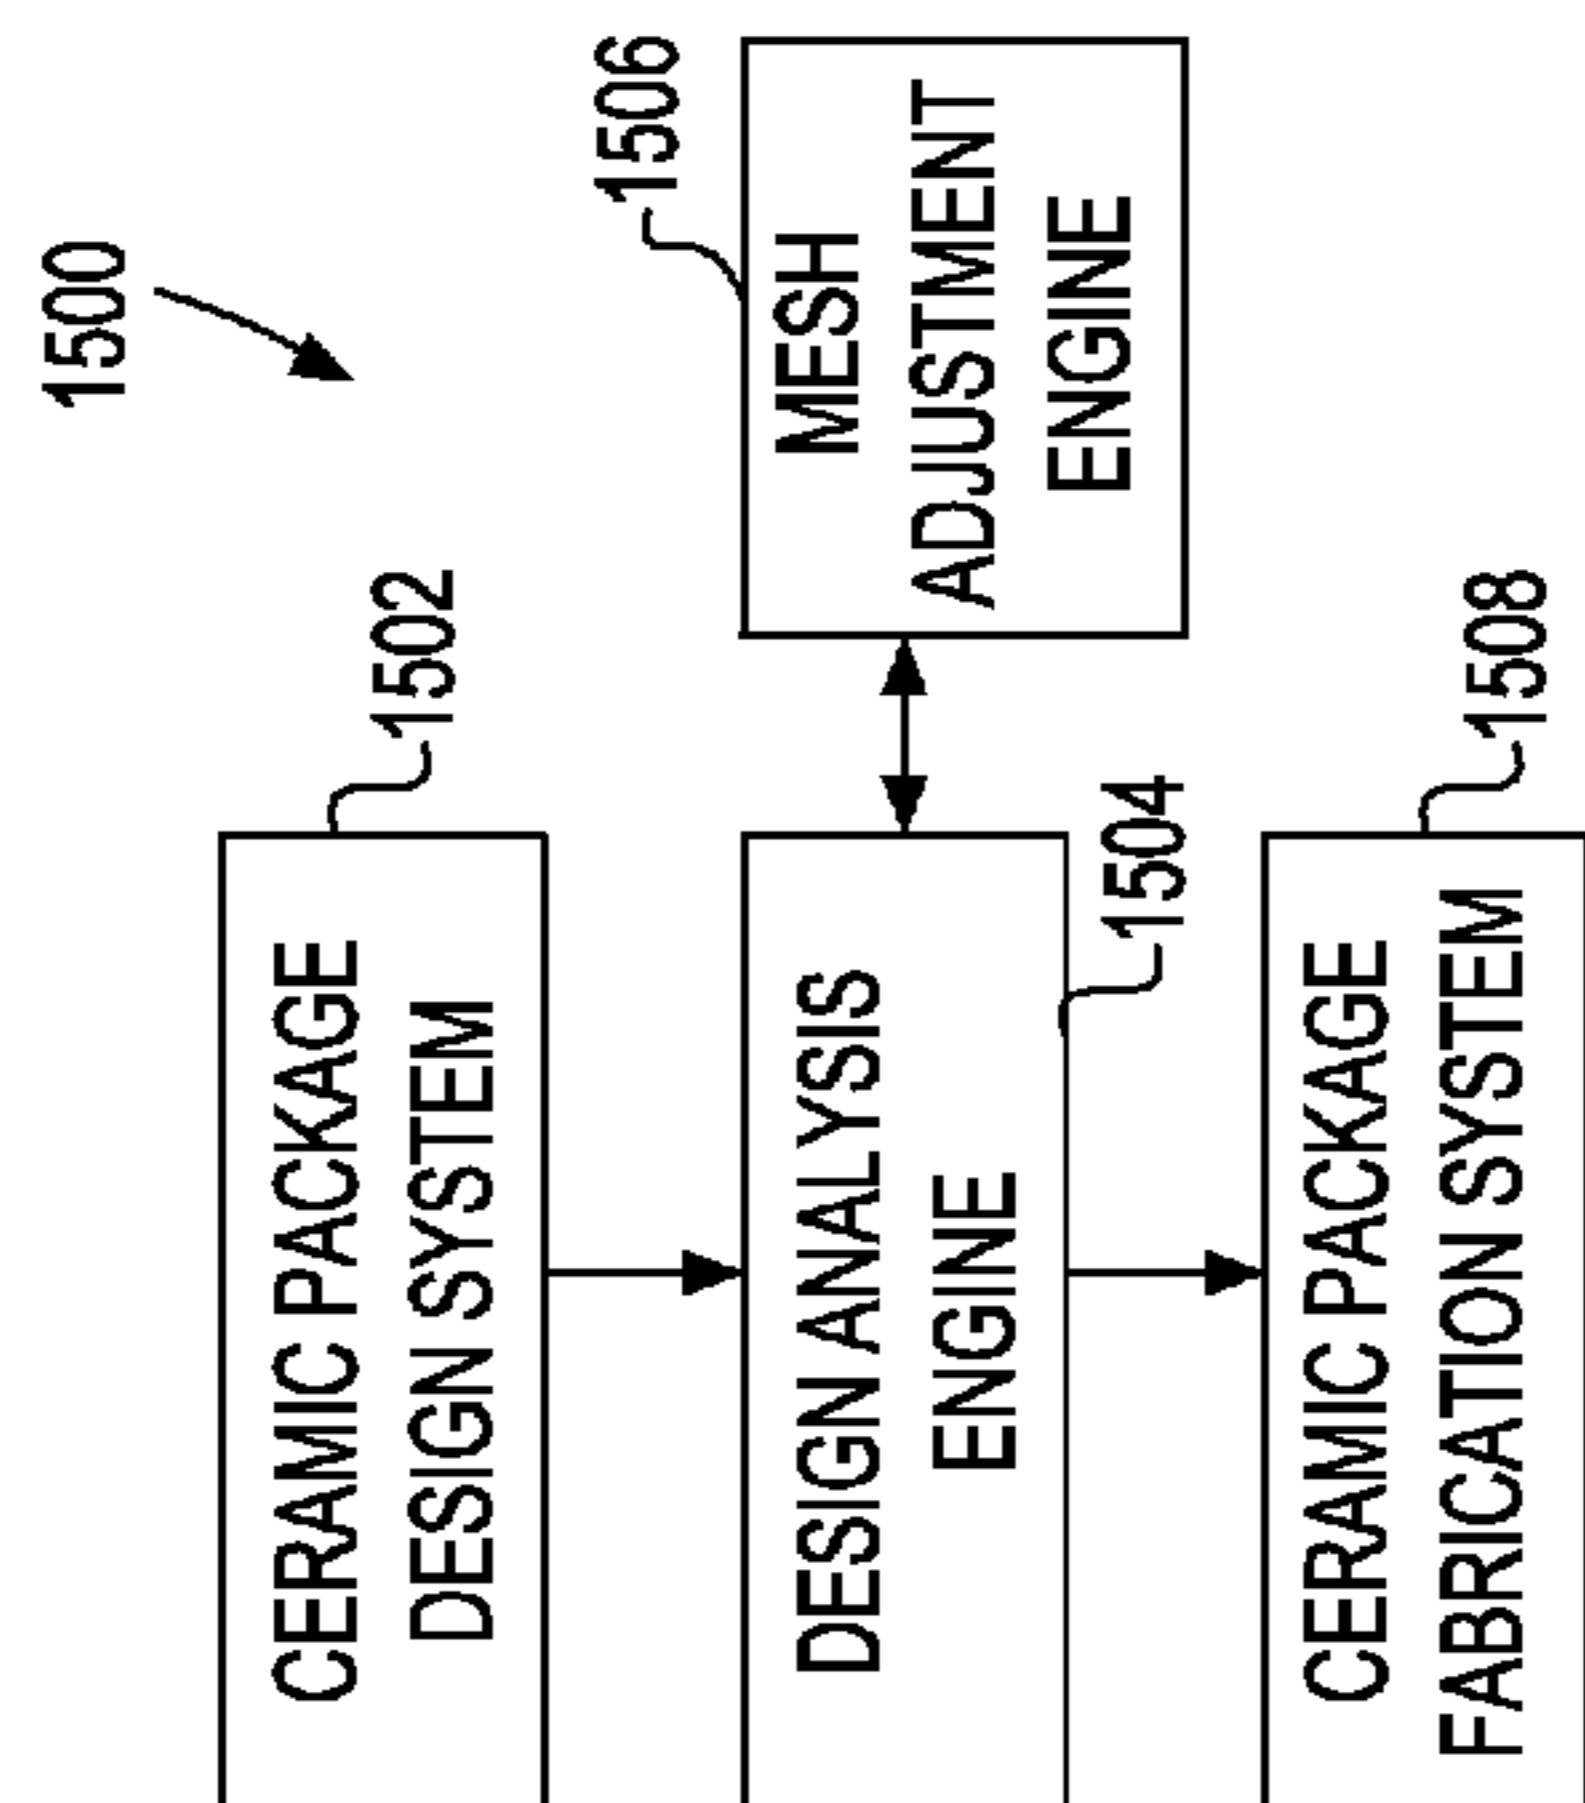 1500
CERAMIC PACKAGE
DESIGN SYSTEM
1502
DESIGN ANALYSIS
ENGINE
1504
MESH
ADJUSTMENT
ENGINE
1506
CERAMIC PACKAGE
FABRICATION SYSTEM
1508